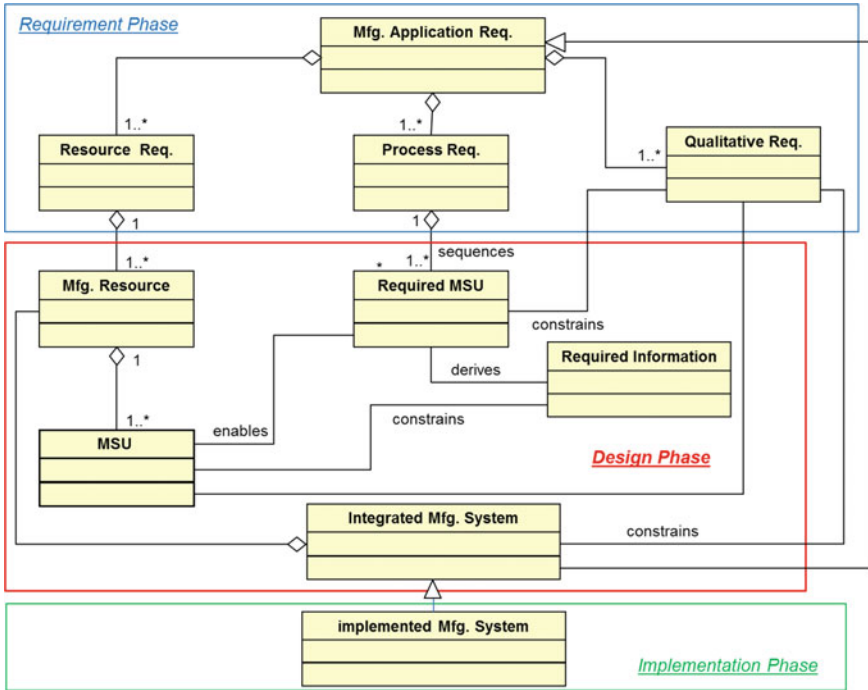 Requirement Phase
Mfg. Application Req.
1..*
1..*
1..*
Resource Req.
Process Req.
Qualitative Req.
1
1
sequences
1..*
*
1..*
Mfg. Resource
Required MSU
constrains
1
Required Information
derives
1..*
enables
constrains
MSU
Design Phase
Integrated Mfg. System
constrains
implemented Mfg. System
Implementation Phase